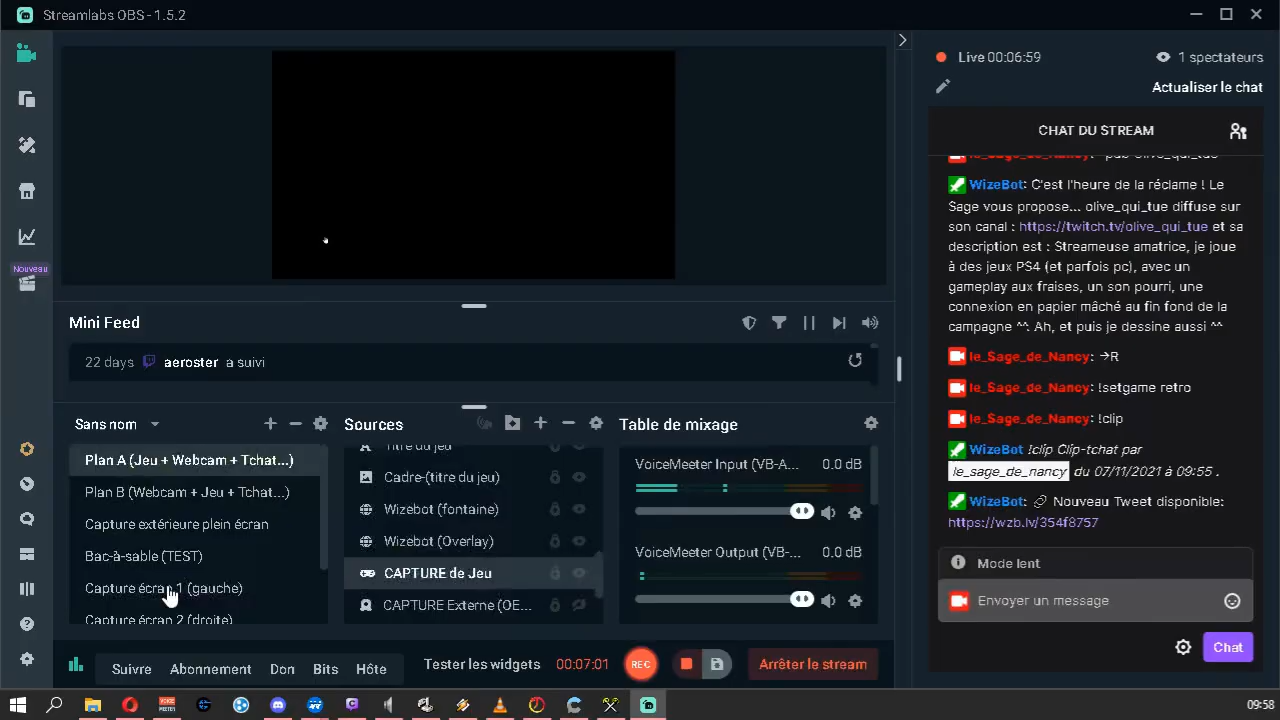 Streamlabs OBS - 1.5.2
Nouveau
Live 00:06:59
1 spectateurs
Actualiser le chat
CHAT DU STREAM
WizeBot: C'est l'heure de la réclame ! Le
Sage vous propose... olive_qui_tue diffuse sur
son canal : https://twitch.tv/olive_qui_tue et sa
description est : Streameuse amatrice, je joue
à des jeux PS4 (et parfois pc), avec un
gameplay aux fraises, un son pourri, une
connexion en papier mâché au fin fond de la
campagne ^^. Ah, et puis je dessine aussi ^^
le_Sage_de_Nancy: →R
le_Sage_de_Nancy: !setgame retro
le_Sage_de_Nancy: !clip
WizeBot !clip Clip-tchat par
le_sage_de_nancy du 07/11/2021 à 09:55 .
WizeBot: Nouveau Tweet disponible:
https://wzb.lv/354f8757
Mode lent
Envoyer un message
Chat
Mini Feed
22 days aeroster a suivi
Sans nom
Plan A (Jeu + Webcam + Tchat...)
Plan B (Webcam + Jeu + Tchat...)
Capture extérieure plein écran
Bac-à-sable (TEST)
Capture écran 1 (gauche)
Capture écran 2 (droite)
Sources
Titre du jeu
Cadre-(titre du jeu)
Wizebot (fontaine)
Wizebot (Overlay)
CAPTURE de Jeu
CAPTURE Externe (OE...
Table de mixage
VoiceMeeter Input (VB-A... 0.0 dB
VoiceMeeter Output (VB-... 0.0 dB
Suivre Abonnement Don Bits Hôte
Tester les widgets
00:07:01
REC
Arrêter le stream
09:58